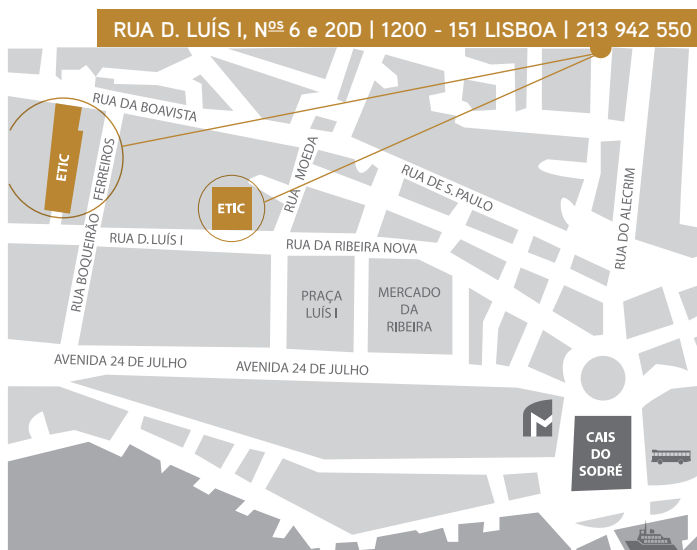 RUA D. LUÍS I, Nºˢ 6 e 20D | 1200 - 151 LISBOA | 213 942 550
RUA DA BOAVISTA
ETIC
RUA BOQUEIRÃO FERREIROS
ETIC
RUA MOEDA
RUA DE S. PAULO
RUA DO ALECRIM
RUA D. LUÍS I
RUA DA RIBEIRA NOVA
PRAÇA
LUÍS I
MERCADO
DA
RIBEIRA
AVENIDA 24 DE JULHO
AVENIDA 24 DE JULHO
M
CAIS
DO
SODRÉ